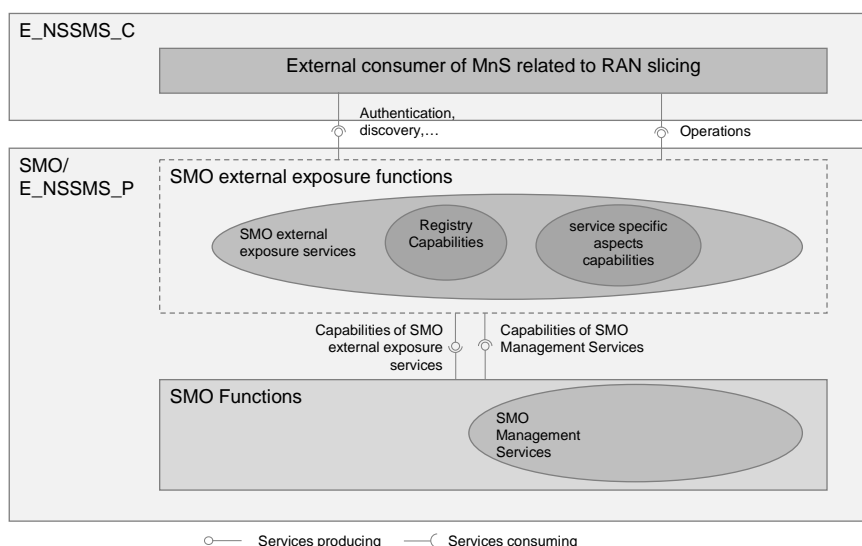 E_NSSMS_C
External consumer of MnS related to RAN slicing
Authentication,
discovery,...
Operations
SMO/
E_NSSMS_P
SMO external exposure functions
SMO external
exposure services
Registry
Capabilities
service specific
aspects
capabilities
Capabilities of SMO
external exposure
services
Capabilities of SMO
Management Services
SMO Functions
SMO
Management
Services
Services producing
Services consuming